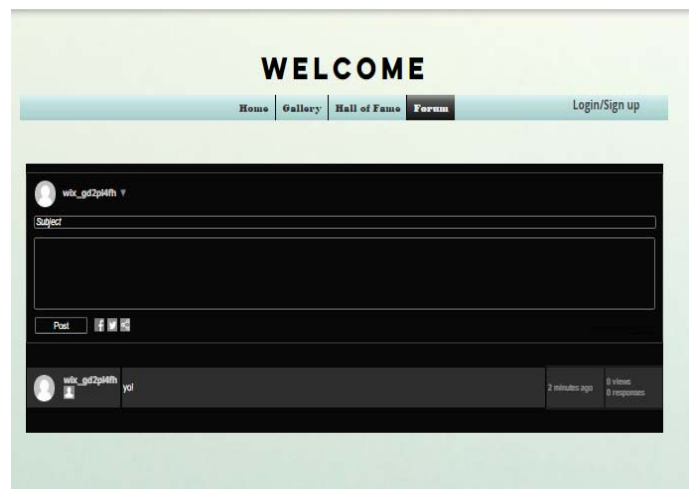 WELCOME
Home Gallery Hall of Fame Forum Login/Sign up
wix_gd2pl4fh
Subject
Post
wix_gd2pl4fh
yo!
2 minutes ago
0 views
0 responses